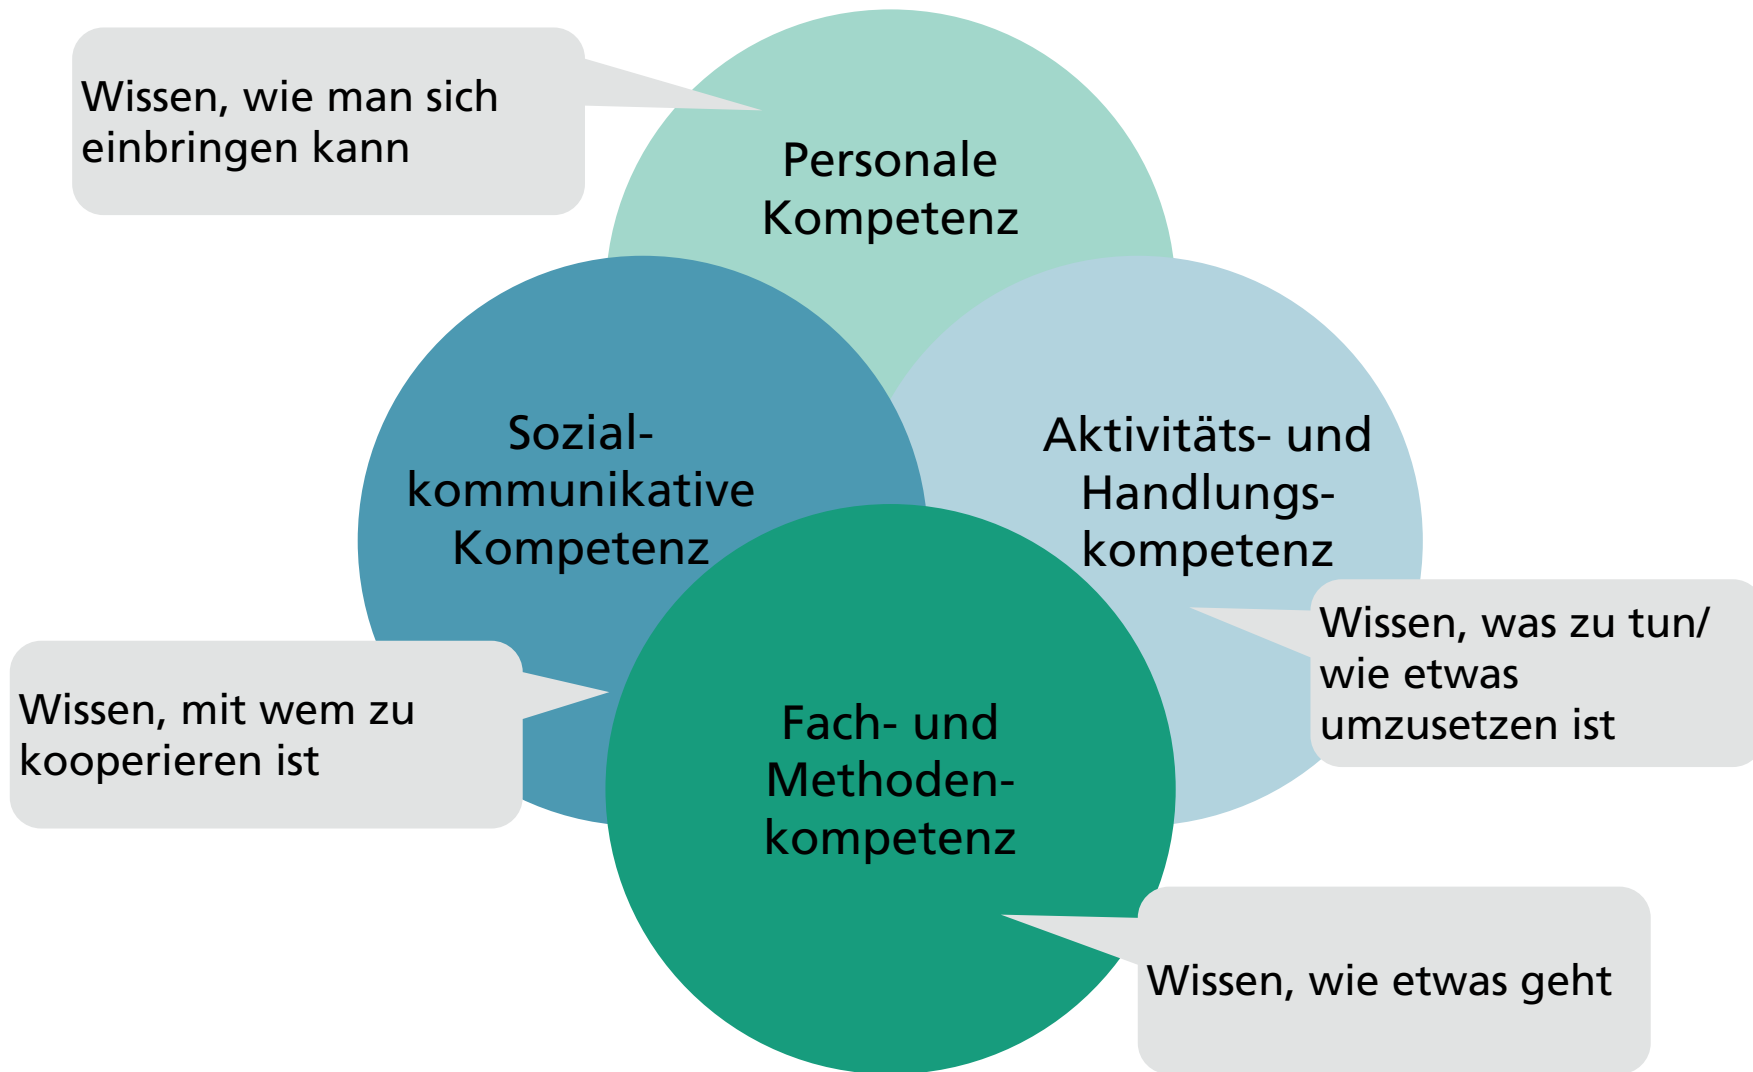 Wissen, wie man sich
einbringen kann
Personale
Kompetenz
Sozial-
kommunikative
Kompetenz
Aktivitäts- und
Handlungs-
kompetenz
Wissen, was zu tun/
wie etwas
umzusetzen ist
Wissen, mit wem zu
kooperieren ist
Fach- und
Methoden-
kompetenz
Wissen, wie etwas geht